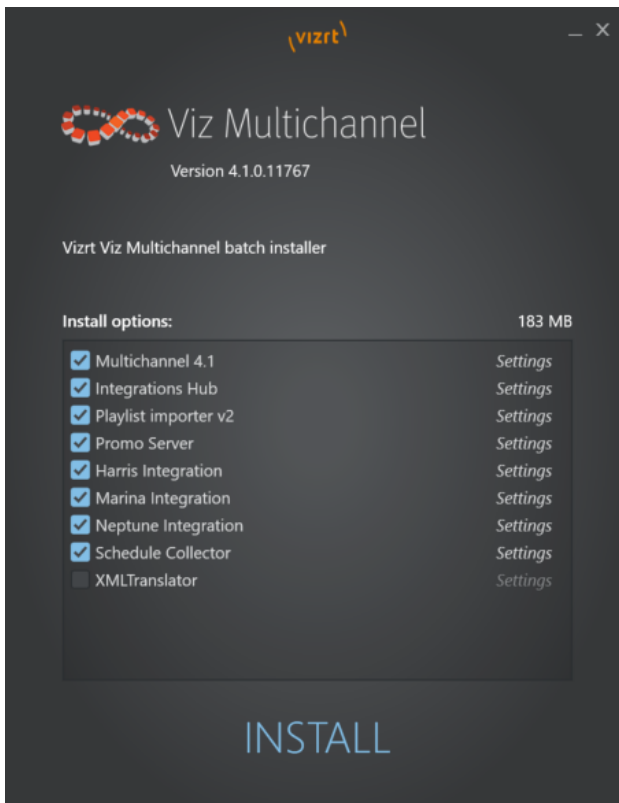 vizrt
Viz Multichannel
Version 4.1.0.11767
Vizrt Viz Multichannel batch installer
Install options: 183 MB
Multichannel 4.1 Settings
Integrations Hub Settings
Playlist importer v2 Settings
Promo Server Settings
Harris Integration Settings
Marina Integration Settings
Neptune Integration Settings
Schedule Collector Settings
XMLTranslator Settings
INSTALL